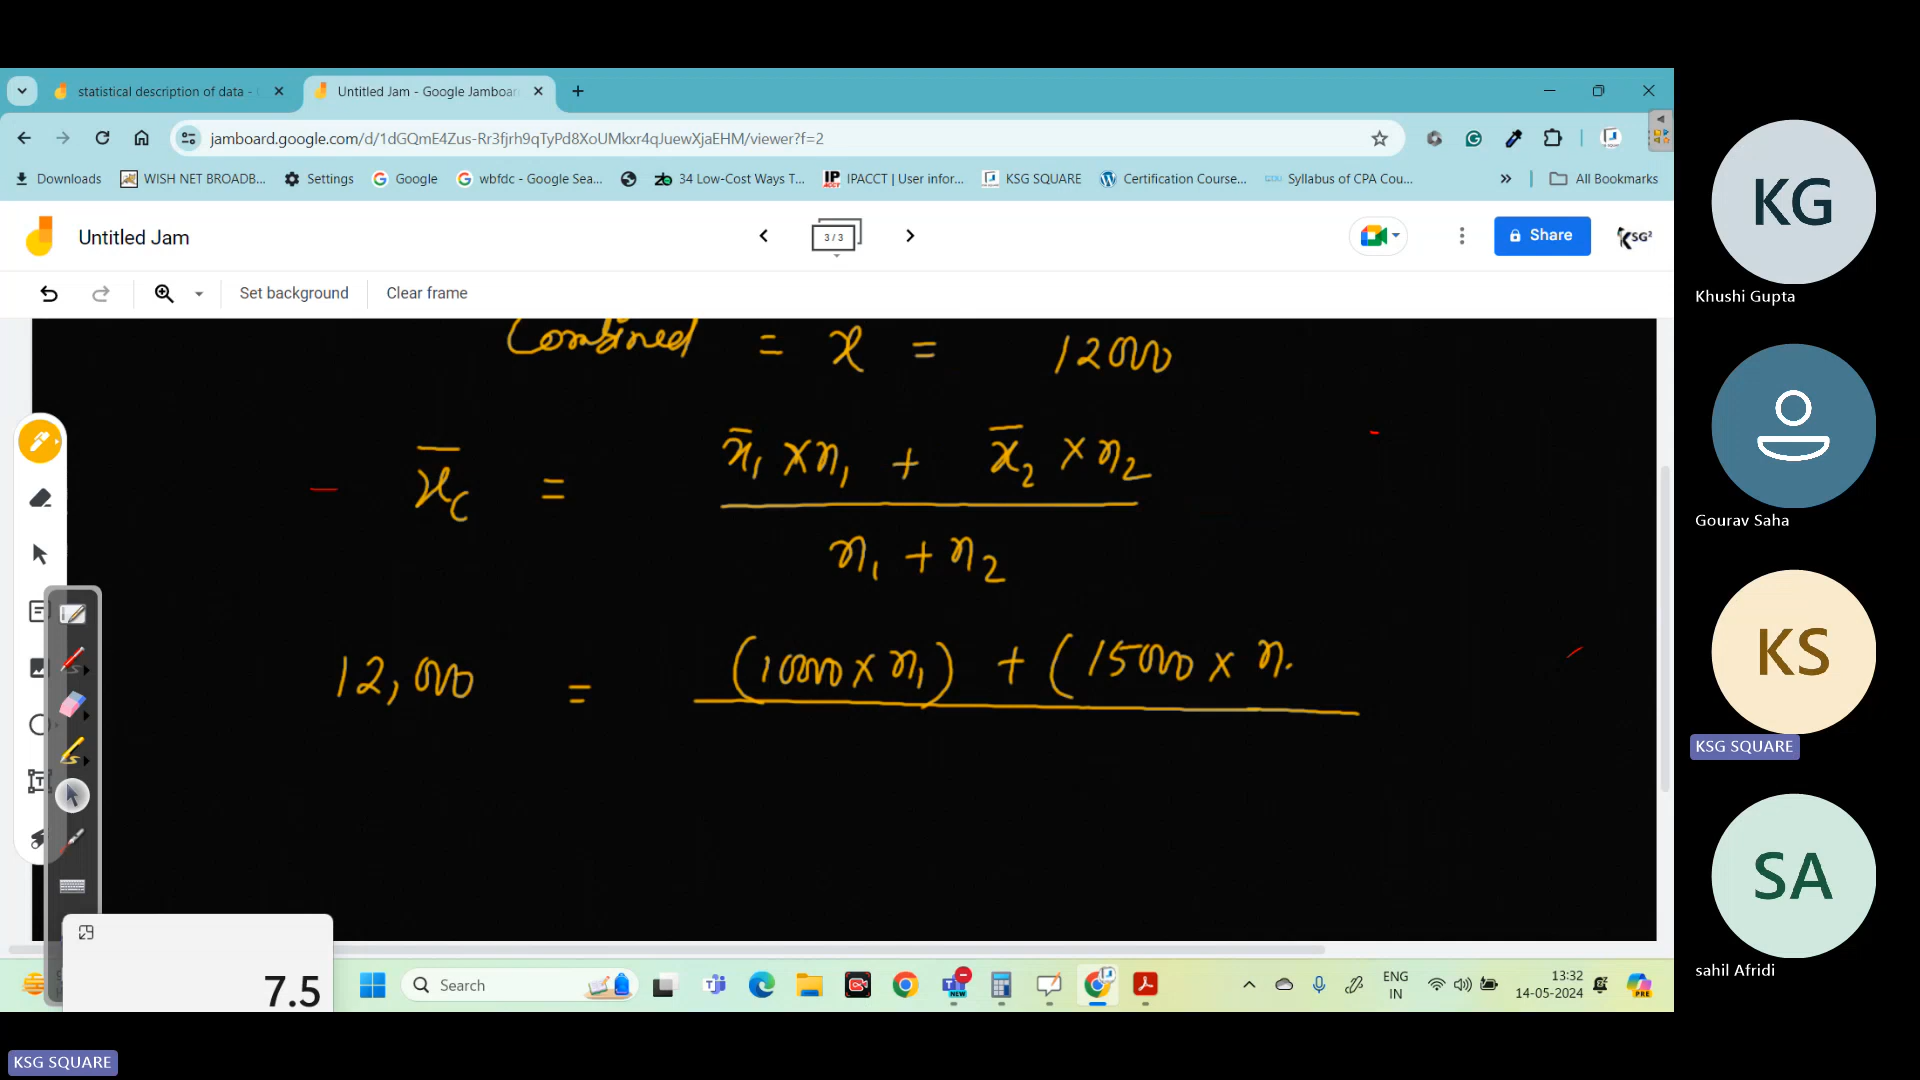 statistical description of data -
Untitled Jam - Google Jamboar
jamboard.google.com/d/1dGQmE4Zus-Rr3fjrh9qTyPd8XoUMkxr4qJuewXjaEHM/viewer?f=2
Downloads WISH NET BROADB... Settings Google wbfdc - Google Sea... 34 Low-Cost Ways T... IPACCT | User infor... KSG SQUARE Certification Course... Syllabus of CPA Cou... » All Bookmarks
Untitled Jam 3 / 3 Share KSG²
Set background Clear frame
Combined = x = 12000
x̄c = x̄₁ × n₁ + x̄₂ × n₂
n₁ + n₂
12,000 = (10000 × n₁) + (15000 × n
7.5
Search
ENG
IN
13:32
14-05-2024
KG
Khushi Gupta
Gourav Saha
KS
KSG SQUARE
SA
sahil Afridi
KSG SQUARE